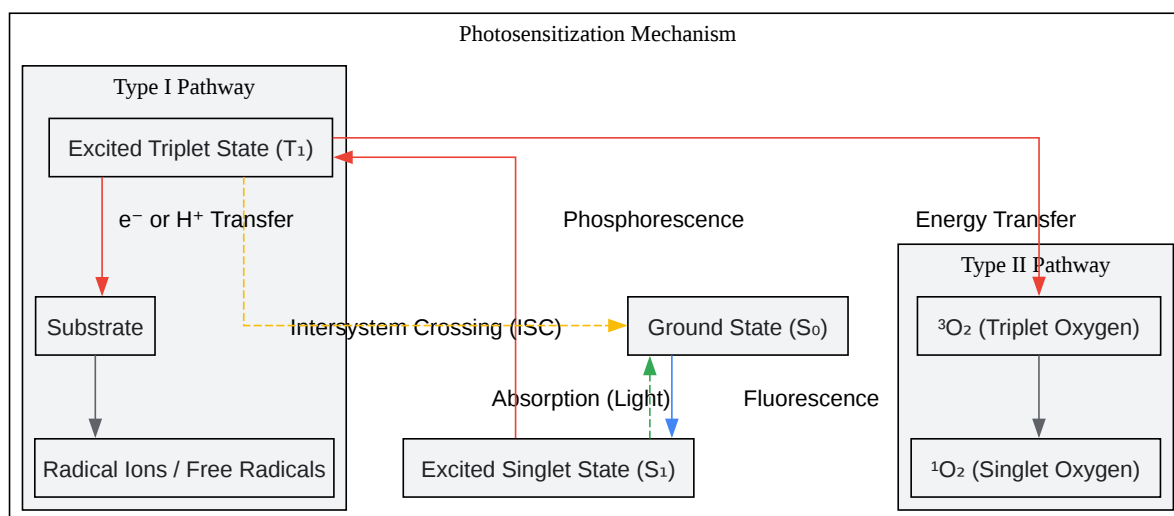 Photosensitization Mechanism
Type I Pathway
Excited Triplet State (T₁)
e⁻ or H⁺ Transfer
Phosphorescence
Energy Transfer
Type II Pathway
Substrate
Intersystem Crossing (ISC)
Ground State (S₀)
³O₂ (Triplet Oxygen)
Absorption (Light)
Fluorescence
Radical Ions / Free Radicals
Excited Singlet State (S₁)
¹O₂ (Singlet Oxygen)